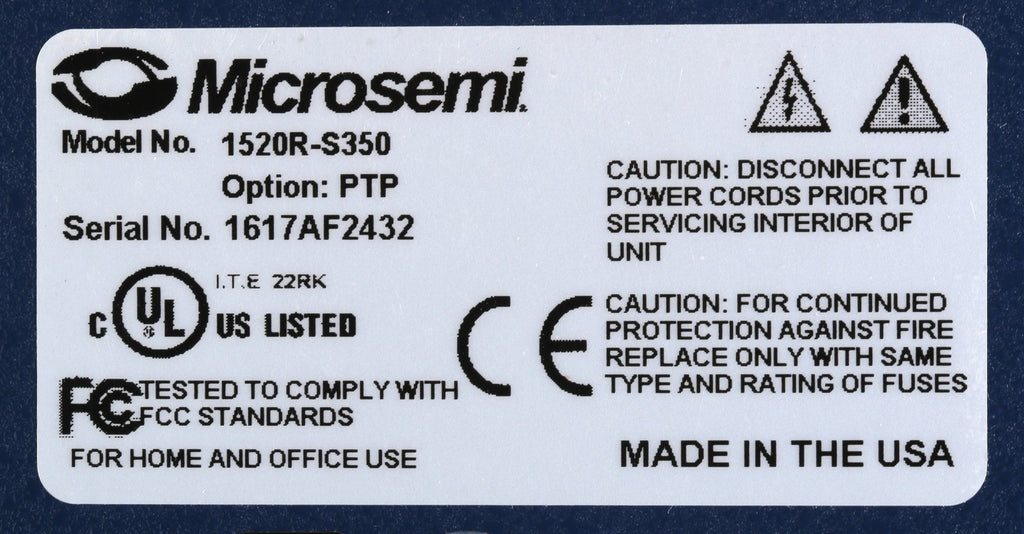 Microsemi.
Model No. 1520R-S350
Option: PTP
Serial No. 1617AF2432
I.T.E 22RK
C UL US LISTED
FC TESTED TO COMPLY WITH
FCC STANDARDS
FOR HOME AND OFFICE USE
CE
CAUTION: DISCONNECT ALL
POWER CORDS PRIOR TO
SERVICING INTERIOR OF
UNIT
CAUTION: FOR CONTINUED
PROTECTION AGAINST FIRE
REPLACE ONLY WITH SAME
TYPE AND RATING OF FUSES
MADE IN THE USA